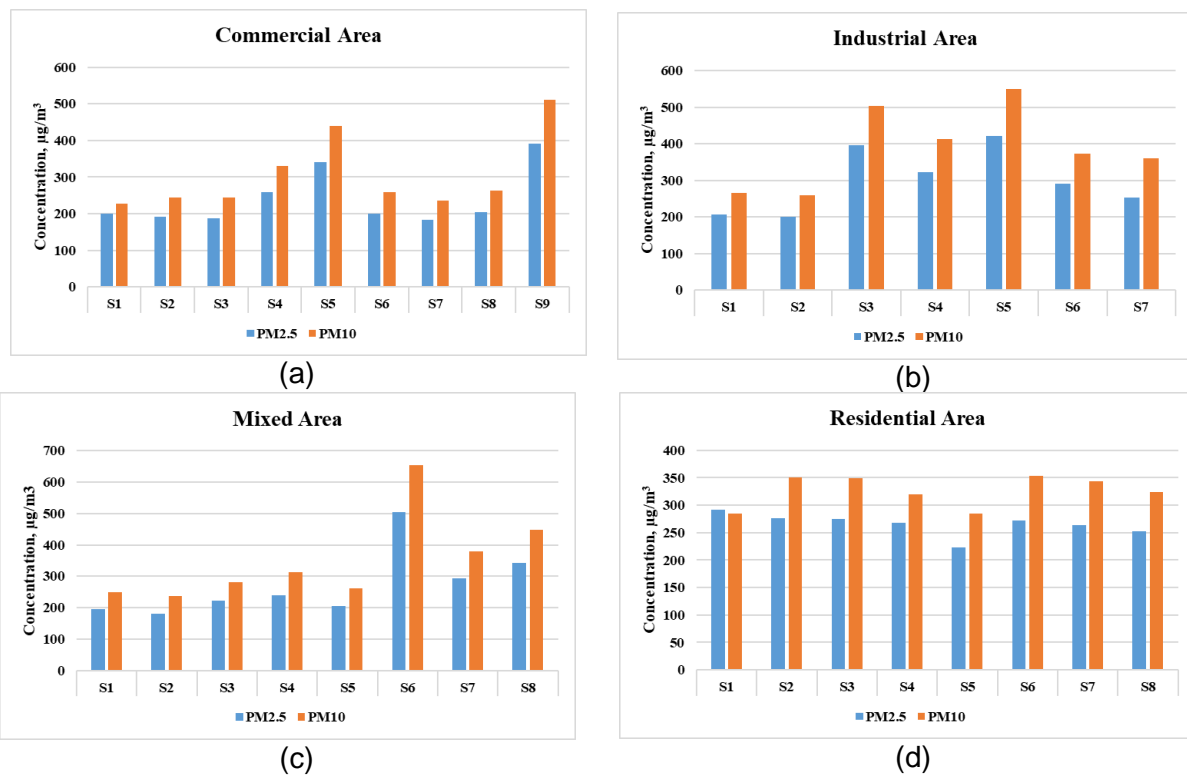 Commercial Area
Concentration, µg/m³
600
500
400
300
200
100
0
S1 S2 S3 S4 S5 S6 S7 S8 S9
PM2.5 PM10
(a)
Industrial Area
Concentration, µg/m³
600
500
400
300
200
100
0
S1 S2 S3 S4 S5 S6 S7
PM2.5 PM10
(b)
Mixed Area
Concentration, µg/m3
700
600
500
400
300
200
100
0
S1 S2 S3 S4 S5 S6 S7 S8
PM2.5 PM10
(c)
Residential Area
Concentration, µg/m³
400
350
300
250
200
150
100
50
0
S1 S2 S3 S4 S5 S6 S7 S8
PM2.5 PM10
(d)